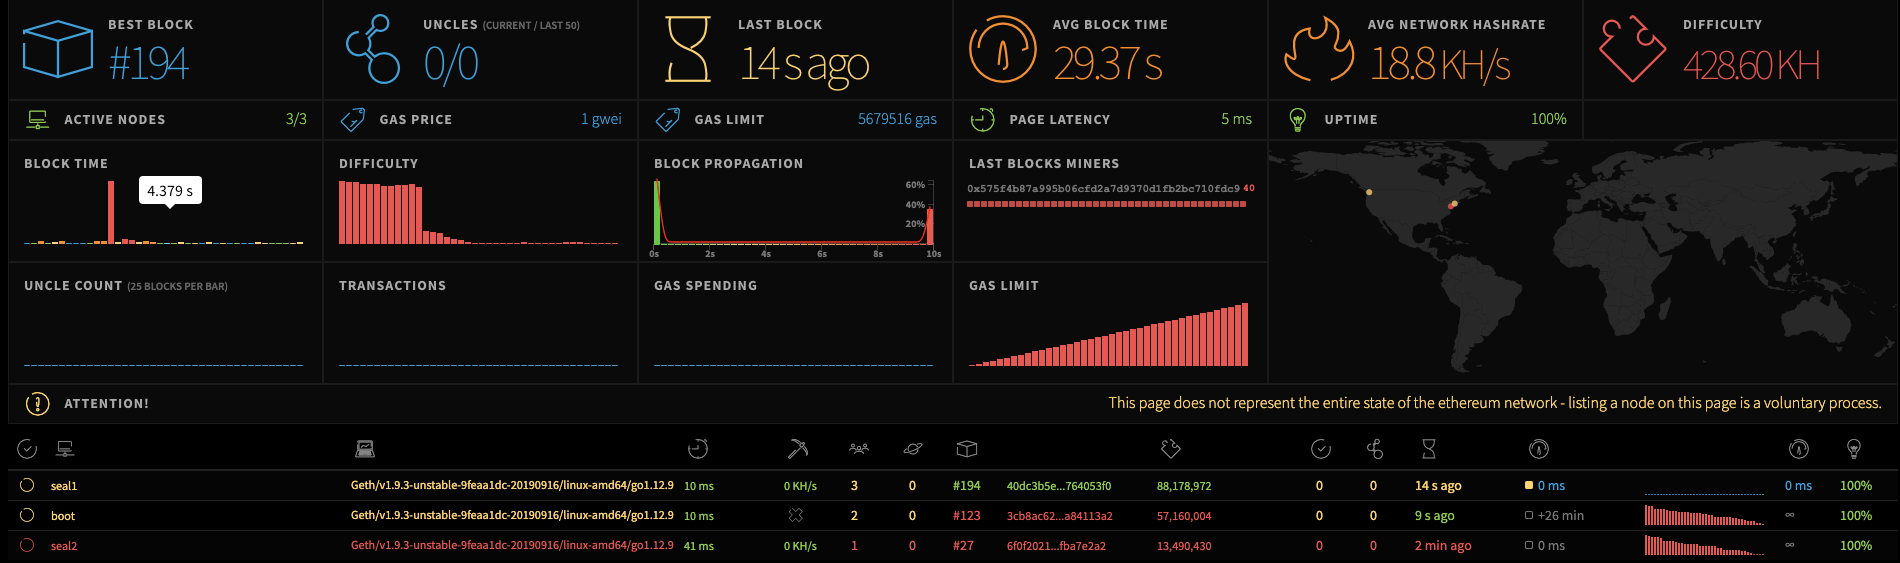 BEST BLOCK
#194
UNCLES (CURRENT / LAST 50)
0/0
LAST BLOCK
14 s ago
AVG BLOCK TIME
29.37 s
AVG NETWORK HASHRATE
18.8 KH/s
DIFFICULTY
428.60 KH
ACTIVE NODES 3/3
GAS PRICE 1 gwei
GAS LIMIT 5679516 gas
PAGE LATENCY 5 ms
UPTIME 100%
BLOCK TIME
4.379 s
DIFFICULTY
BLOCK PROPAGATION
60%
40%
20%
0s 2s 4s 6s 8s 10s
LAST BLOCKS MINERS
0x575f4b87a995b06cfd2a7d9370d1fb2bc710fdc9 40
UNCLE COUNT (25 BLOCKS PER BAR)
TRANSACTIONS
GAS SPENDING
GAS LIMIT
ATTENTION!
This page does not represent the entire state of the ethereum network - listing a node on this page is a voluntary process.
seal1 Geth/v1.9.3-unstable-9feaa1dc-20190916/linux-amd64/go1.12.9 10 ms 0 KH/s 3 0 #194 40dc3b5e...764053f0 88,178,972 0 0 14 s ago 0 ms 0 ms 100%
boot Geth/v1.9.3-unstable-9feaa1dc-20190916/linux-amd64/go1.12.9 10 ms 2 0 #123 3cb8ac62...a84113a2 57,160,004 0 0 9 s ago +26 min ∞ 100%
seal2 Geth/v1.9.3-unstable-9feaa1dc-20190916/linux-amd64/go1.12.9 41 ms 0 KH/s 1 0 #27 6f0f2021...fba7e2a2 13,490,430 0 0 2 min ago 0 ms ∞ 100%